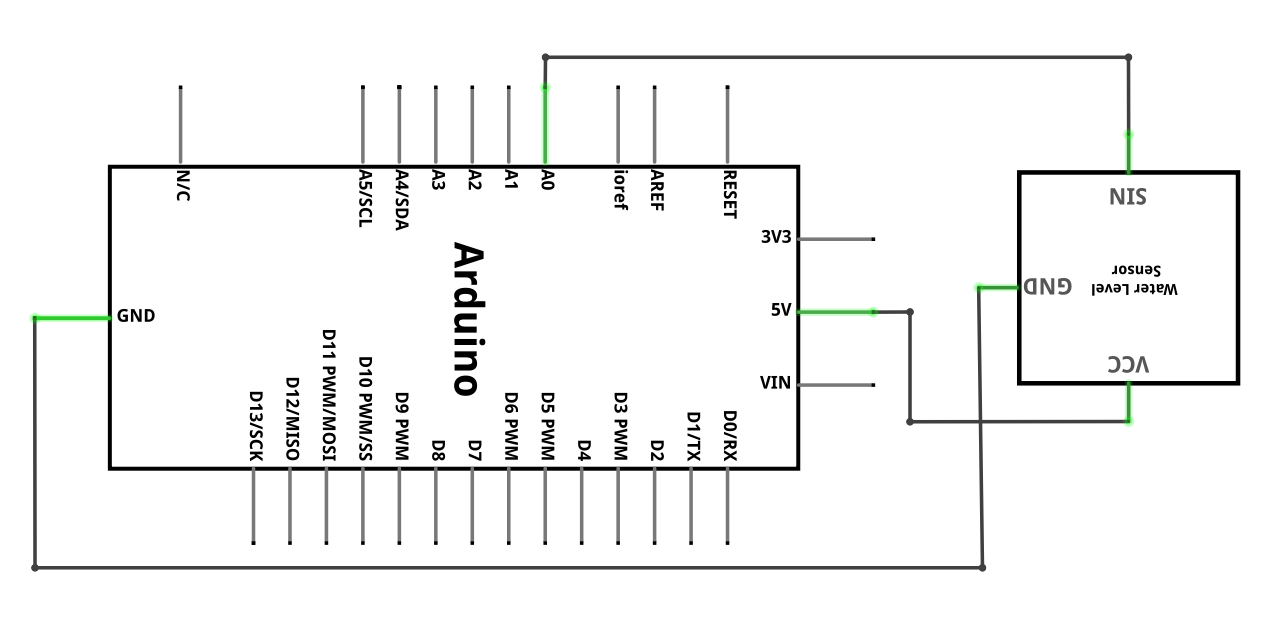 N/C
A5/SCL
A4/SDA
A3
A2
A1
A0
ioref
AREF
RESET
3V3
5V
VIN
GND
Arduino
D13/SCK
D12/MISO
D11 PWM/MOSI
D10 PWM/SS
D9 PWM
D8
D7
D6 PWM
D5 PWM
D4
D3 PWM
D2
D1/TX
D0/RX
SIN
GND
Water Level
Sensor
VCC